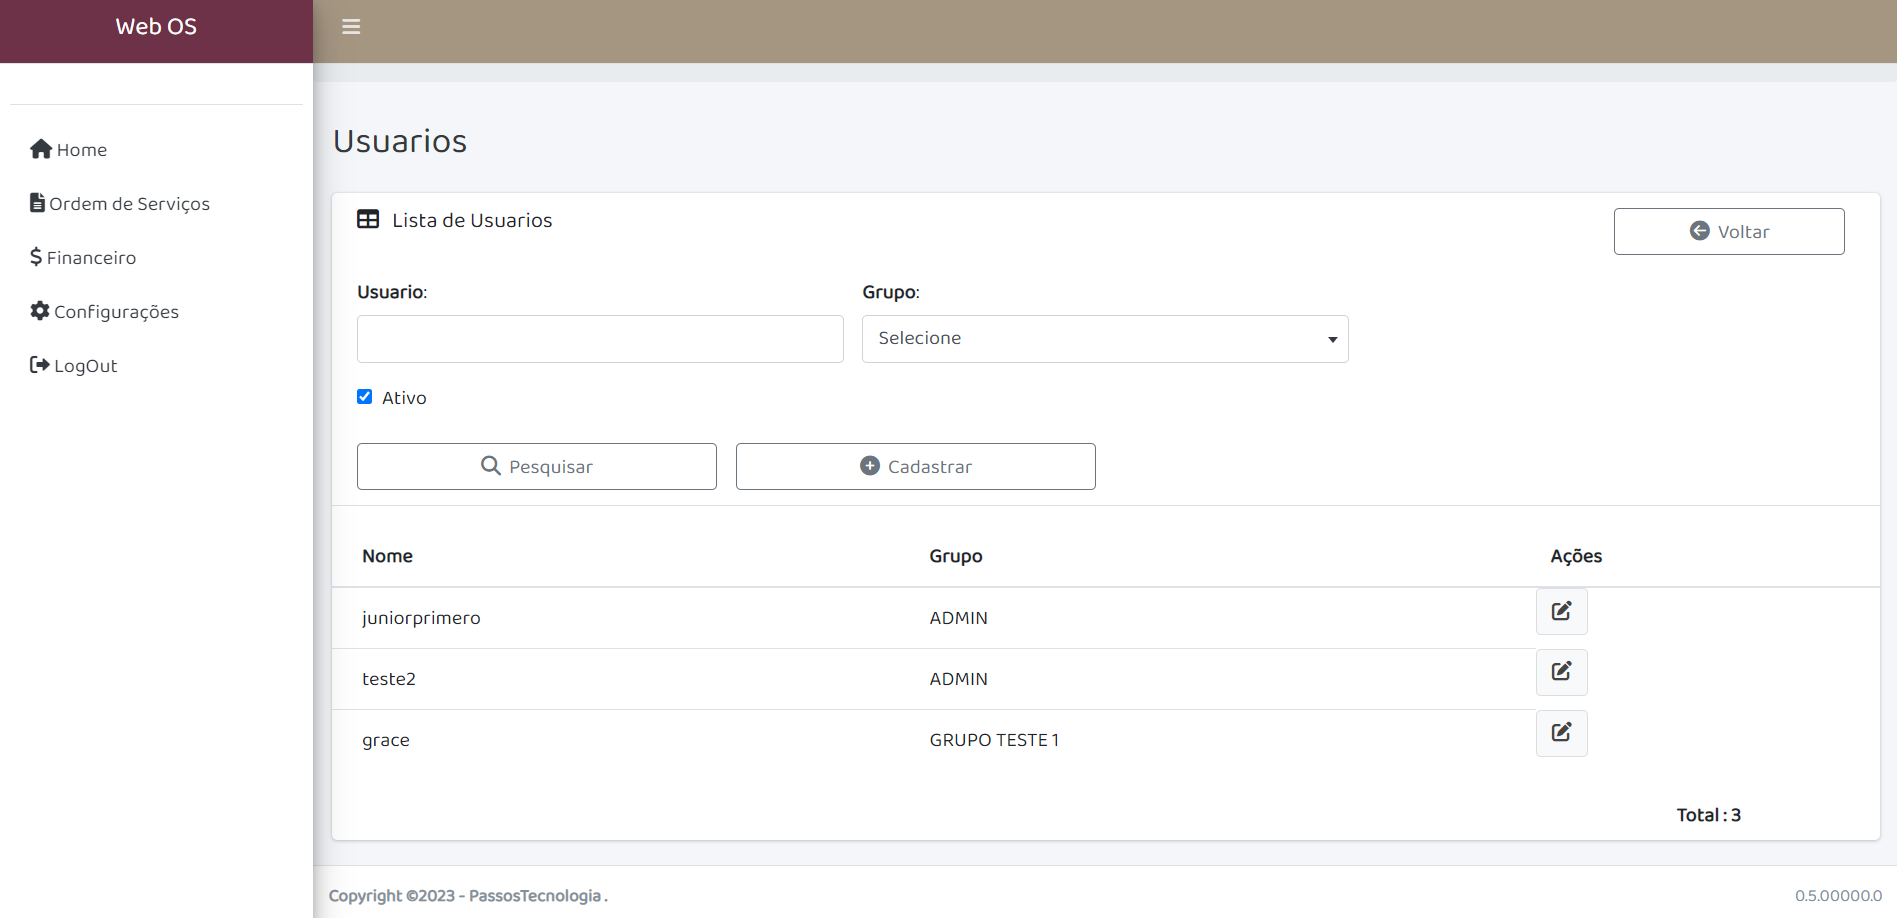 Web OS
Home
Ordem de Serviços
Financeiro
Configurações
LogOut
Usuarios
Lista de Usuarios
Voltar
Usuario:
Grupo:
Selecione
Ativo
Pesquisar
Cadastrar
Nome Grupo Ações
juniorprimero ADMIN
teste2 ADMIN
grace GRUPO TESTE 1
Total : 3
Copyright ©2023 - PassosTecnologia .
0.5.00000.0